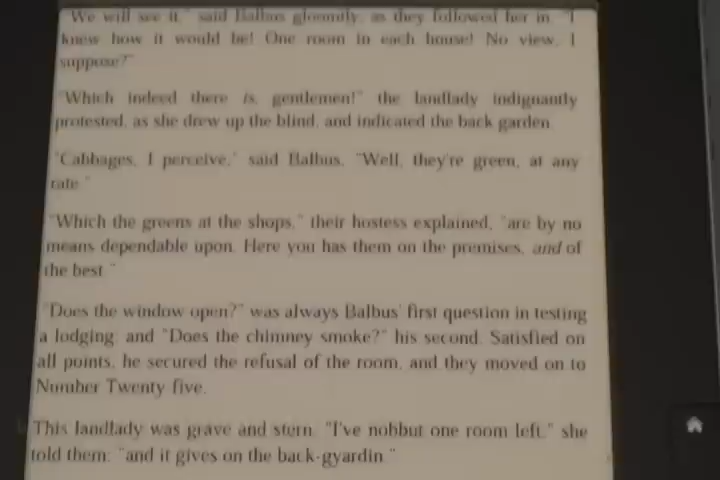 "We will see it," said Balbus gloomily, as they followed her in. "I
knew how it would be! One room in each house! No view, I
suppose?"
"Which indeed there is, gentlemen!" the landlady indignantly
protested, as she drew up the blind, and indicated the back garden.
"Cabbages, I perceive," said Balbus. "Well, they're green, at any
rate."
"Which the greens at the shops," their hostess explained, "are by no
means dependable upon. Here you has them on the premises, and of
the best."
"Does the window open?" was always Balbus' first question in testing
a lodging: and "Does the chimney smoke?" his second. Satisfied on
all points, he secured the refusal of the room, and they moved on to
Number Twenty five.
This landlady was grave and stern. "I've nobbut one room left," she
told them: "and it gives on the back-gyardin."